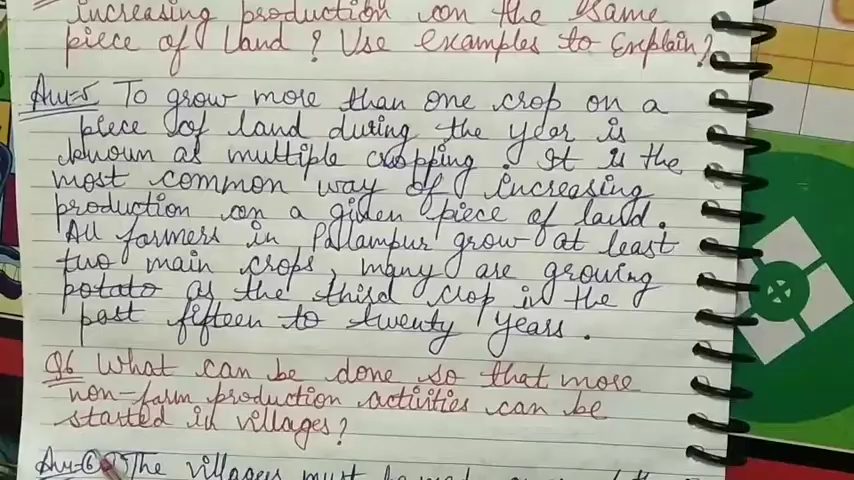 increasing production on the same
piece of land? Use examples to Explain?
Ans-5 To grow more than one crop on a
piece of land during the year is
known as multiple cropping. It is the
most common way of increasing
production on a given piece of land.
All farmers in Pallampur grow at least
two main crops, many are growing
potato as the third crop in the
past fifteen to twenty years.
Q6 What can be done so that more
non-farm production activities can be
started in villages?
Ans-6 The villages must be